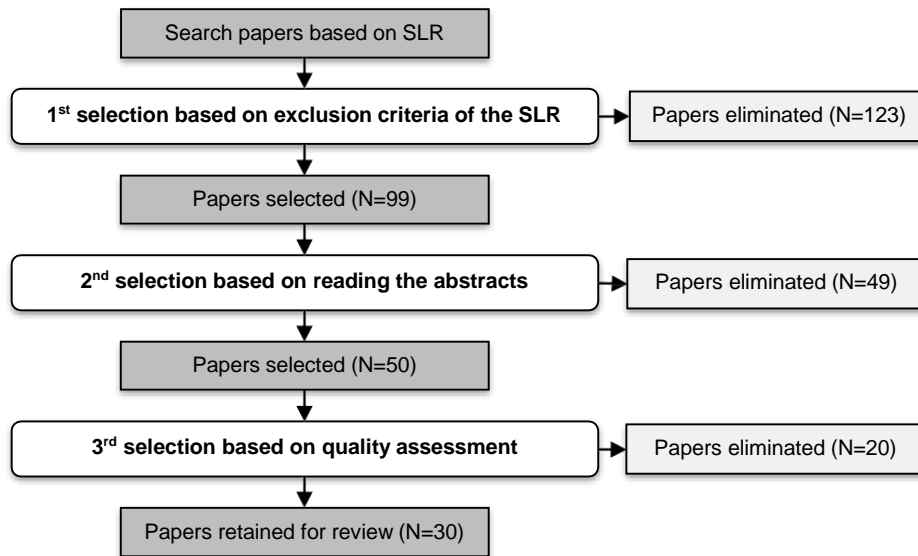 Search papers based on SLR
1st selection based on exclusion criteria of the SLR
Papers eliminated (N=123)
Papers selected (N=99)
2nd selection based on reading the abstracts
Papers eliminated (N=49)
Papers selected (N=50)
3rd selection based on quality assessment
Papers eliminated (N=20)
Papers retained for review (N=30)